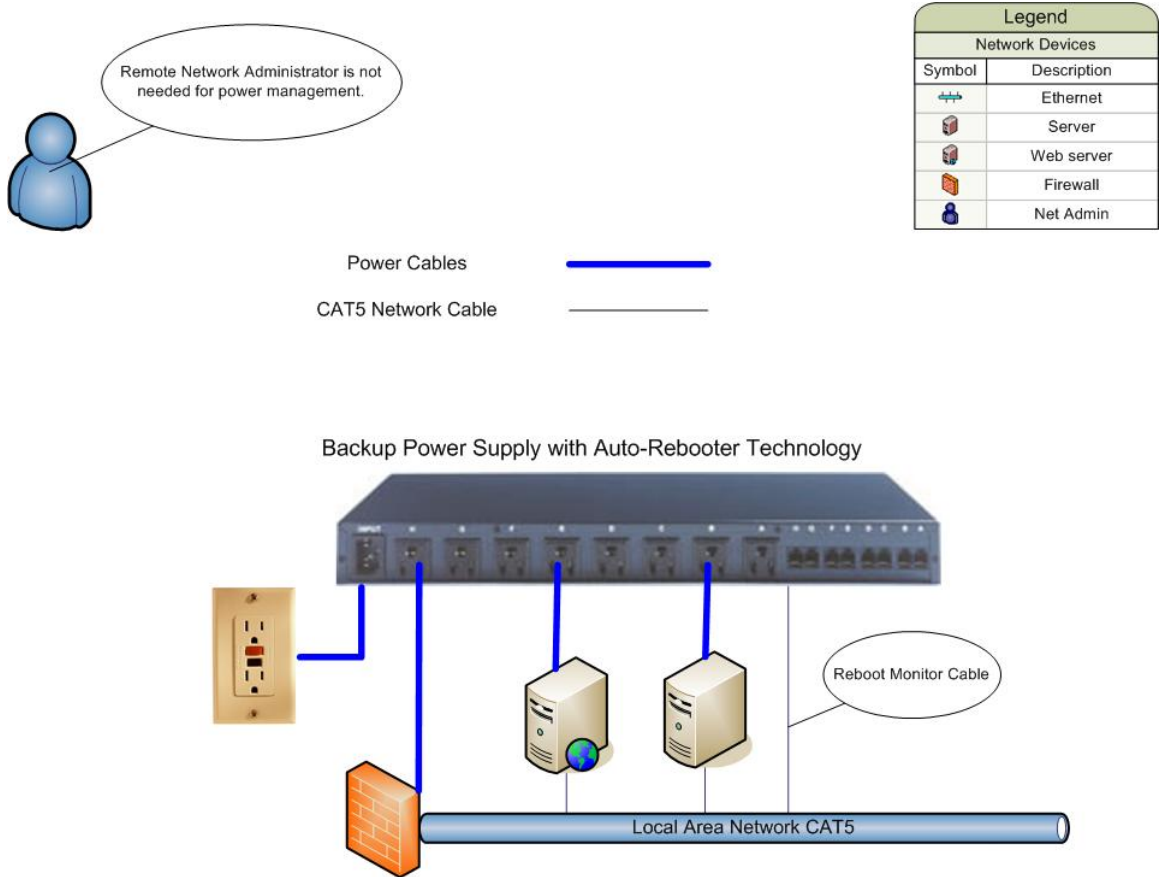 Remote Network Administrator is not
needed for power management.
Legend
Network Devices
Symbol Description
Ethernet
Server
Web server
Firewall
Net Admin
Power Cables
CAT5 Network Cable
Backup Power Supply with Auto-Rebooter Technology
INPUT
Reboot Monitor Cable
Local Area Network CAT5